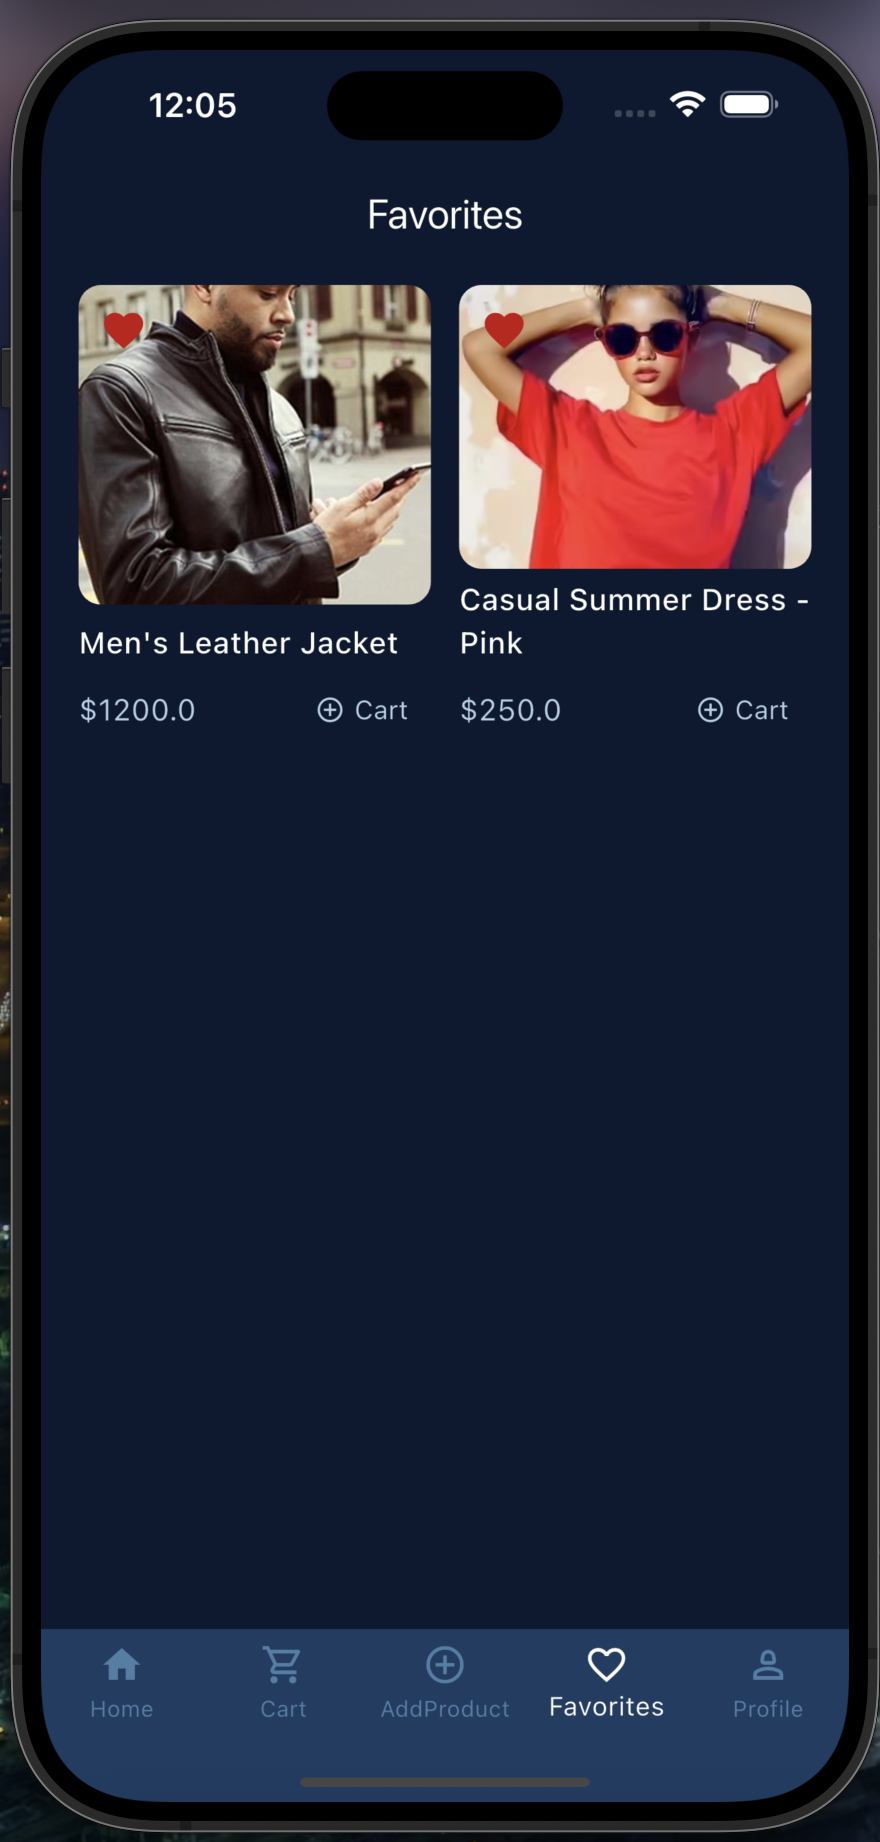 12:05
Favorites
Men's Leather Jacket
$1200.0
Cart
Casual Summer Dress -
Pink
$250.0
Cart
Home
Cart
AddProduct
Favorites
Profile